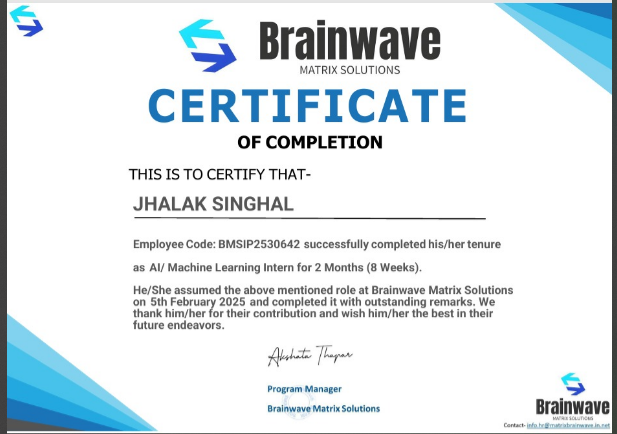 Brainwave
MATRIX SOLUTIONS
CERTIFICATE
OF COMPLETION
THIS IS TO CERTIFY THAT-
JHALAK SINGHAL
Employee Code: BMSIP2530642 successfully completed his/her tenure
as AI/ Machine Learning Intern for 2 Months (8 Weeks).
He/She assumed the above mentioned role at Brainwave Matrix Solutions
on 5th February 2025 and completed it with outstanding remarks. We
thank him/her for their contribution and wish him/her the best in their
future endeavors.
Akshata Thapar
Program Manager
Brainwave Matrix Solutions
Brainwave
MATRIX SOLUTIONS
Contact- info.hr@matrixbrainwave.in.net